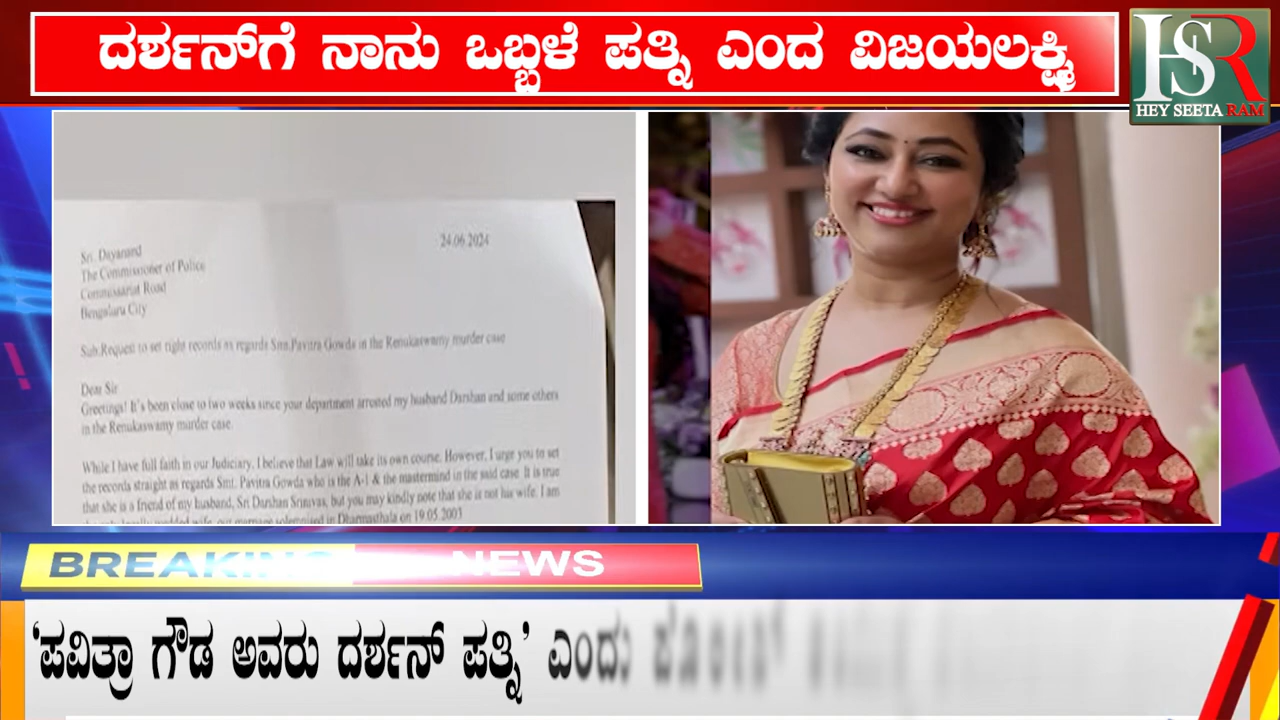 ದರ್ಶನ್‌ಗೆ ನಾನು ಒಬ್ಬಳೆ ಪತ್ನಿ ಎಂದ ವಿಜಯಲಕ್ಷ್ಮಿ
HSR
HEY SEETA RAM
24.06.2024
Sri. Dayanand
The Commissioner of Police
Commissariat Road
Bengaluru City
Sub:Request to set right records as regards Smt.Pavitra Gowda in the Renukaswamy murder case
Dear Sir
Greetings! It's been close to two weeks since your department arrested my husband Darshan and some others
in the Renukaswamy murder case.
While I have full faith in our Judiciary, I believe that Law will take its own course. However, I urge you to set
the records straight as regards Smt. Pavitra Gowda who is the A-1 & the mastermind in the said case. It is true
that she is a friend of my husband, Sri Darshan Srinivas, but you may kindly note that she is not his wife. I am
legally wedded wife, our marriage solemnised in Dharmasthala on 19.05.2003
BREAKING NEWS
‘ಪವಿತ್ರಾ ಗೌಡ ಅವರು ದರ್ಶನ್ ಪತ್ನಿ’ ಎಂದು